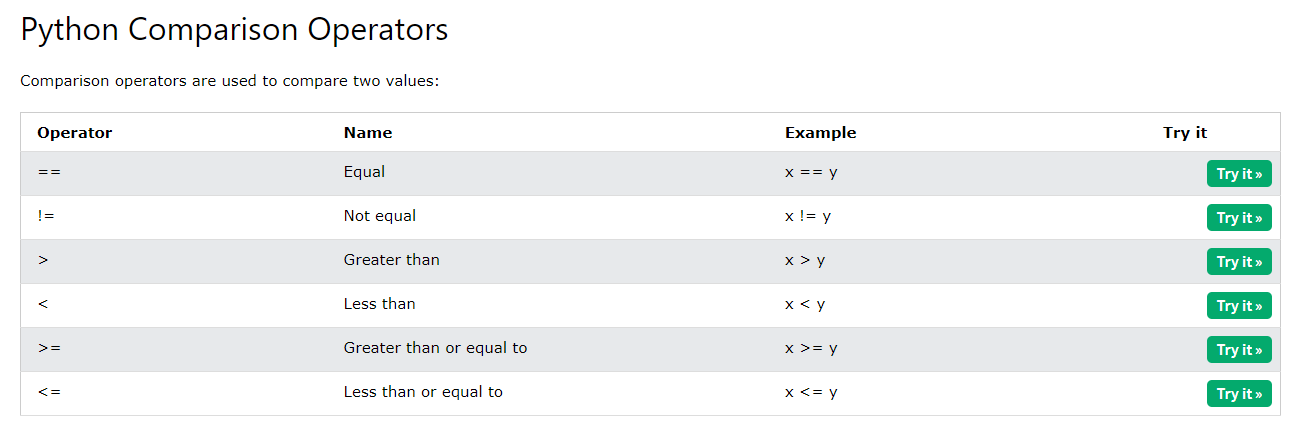 Python Comparison Operators
Comparison operators are used to compare two values:
Operator Name Example Try it
== Equal x == y Try it »
!= Not equal x != y Try it »
> Greater than x > y Try it »
< Less than x < y Try it »
>= Greater than or equal to x >= y Try it »
<= Less than or equal to x <= y Try it »